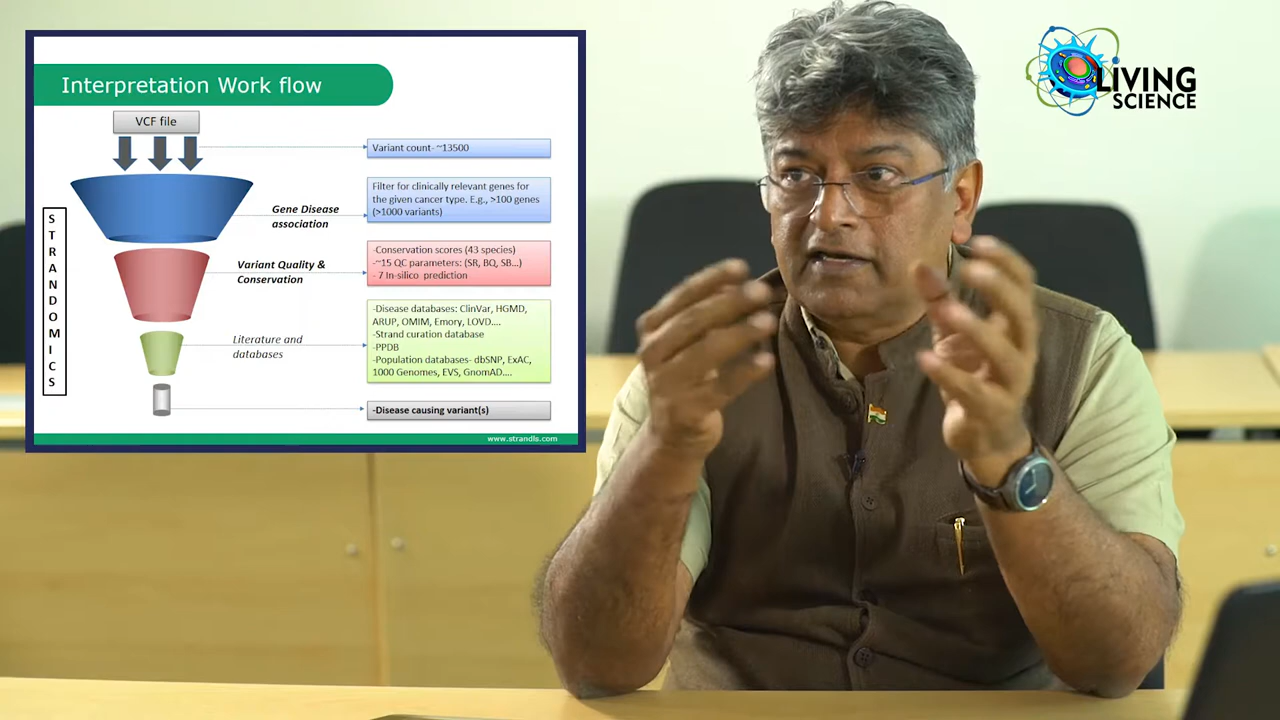 Interpretation Work flow
VCF file
STRANDOMICS
Gene Disease
association
Variant Quality &
Conservation
Literature and
databases
Variant count- ~13500
Filter for clinically relevant genes for
the given cancer type. E.g., >100 genes
(>1000 variants)
-Conservation scores (43 species)
-~15 QC parameters: (SR, BQ, SB...)
- 7 In-silico prediction
-Disease databases: ClinVar, HGMD,
ARUP, OMIM, Emory, LOVD....
-Strand curation database
-PPDB
-Population databases- dbSNP, ExAC,
1000 Genomes, EVS, GnomAD....
-Disease causing variant(s)
www.strandls.com
LIVING
SCIENCE